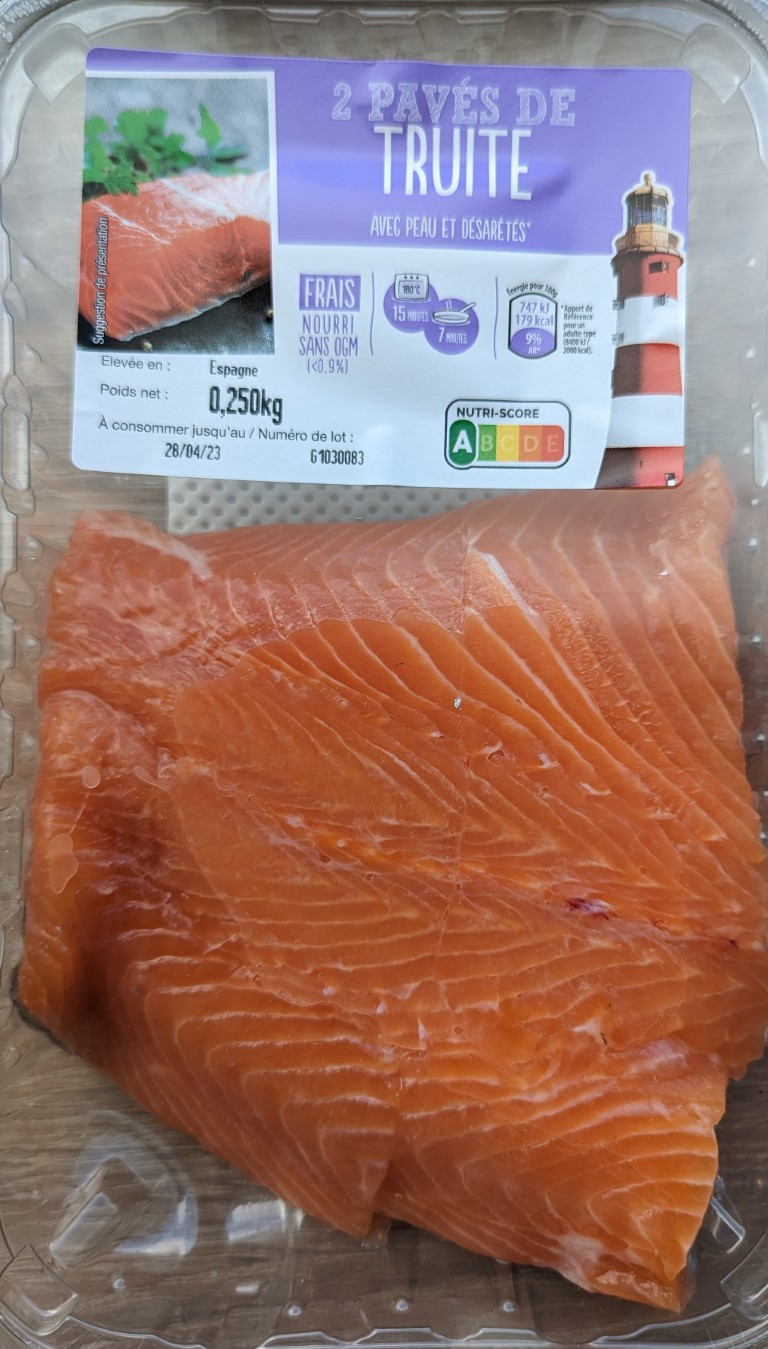 2 PAVÉS DE
TRUITE
AVEC PEAU ET DÉSARÊTÉS*
Suggestion de présentation
FRAIS
NOURRI
SANS OGM
(<0,9%)
180°C
15 MINUTES
7 MINUTES
Énergie pour 100g
747 kJ
179 kcal
9%
AR*
*Apport de
Référence
pour un
adulte-type
(8400 kJ /
2000 kcal).
Elevée en :
Espagne
Poids net :
0,250kg
À consommer jusqu'au / Numéro de lot :
28/04/23
G1030083
NUTRI-SCORE
A B C D E